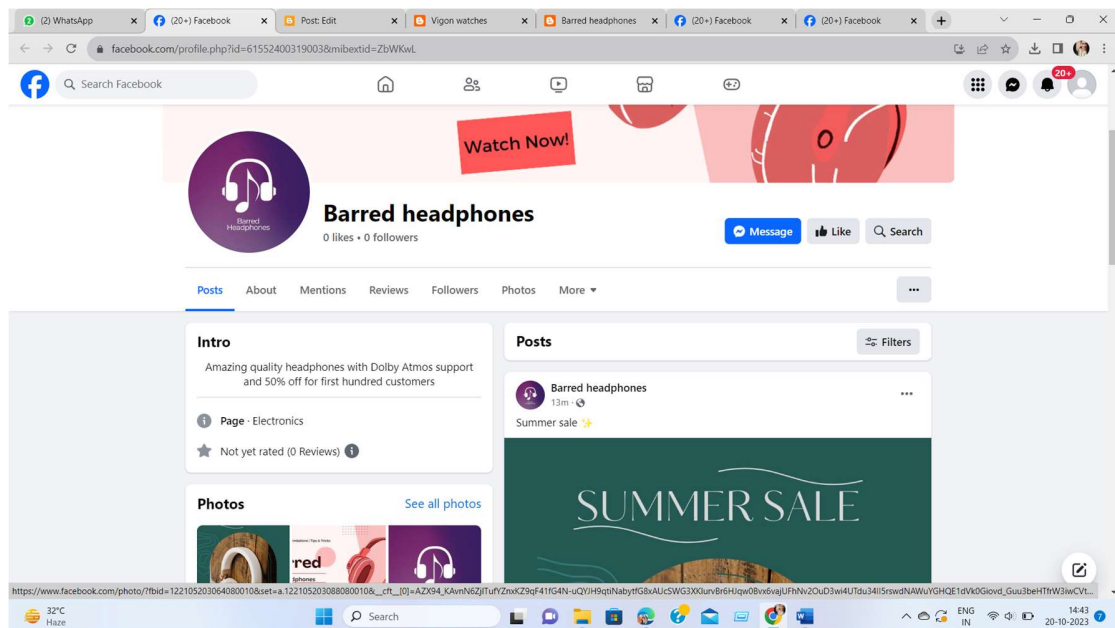 (2) WhatsApp
(20+) Facebook
Post: Edit
Vigon watches
Barred headphones
(20+) Facebook
(20+) Facebook
facebook.com/profile.php?id=61552400319003&mibextid=ZbWKwL
Search Facebook
20+
Watch Now!
Barred
Headphones
Barred headphones
0 likes • 0 followers
Message
Like
Search
Posts
About
Mentions
Reviews
Followers
Photos
More
Intro
Amazing quality headphones with Dolby Atmos support
and 50% off for first hundred customers
Page · Electronics
Not yet rated (0 Reviews)
Photos
See all photos
Posts
Filters
Barred headphones
13m
Summer sale ✨
SUMMER SALE
32°C
Haze
Search
ENG
IN
14:43
20-10-2023